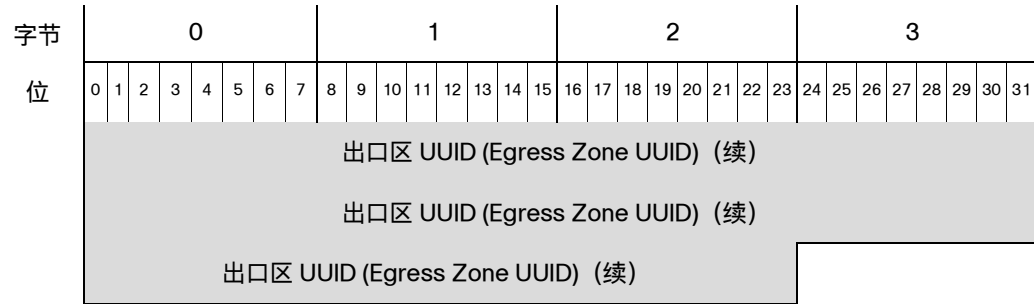 字节 0 1 2 3
位 0 1 2 3 4 5 6 7 8 9 10 11 12 13 14 15 16 17 18 19 20 21 22 23 24 25 26 27 28 29 30 31
出口区 UUID (Egress Zone UUID)（续）
出口区 UUID (Egress Zone UUID)（续）
出口区 UUID (Egress Zone UUID)（续）